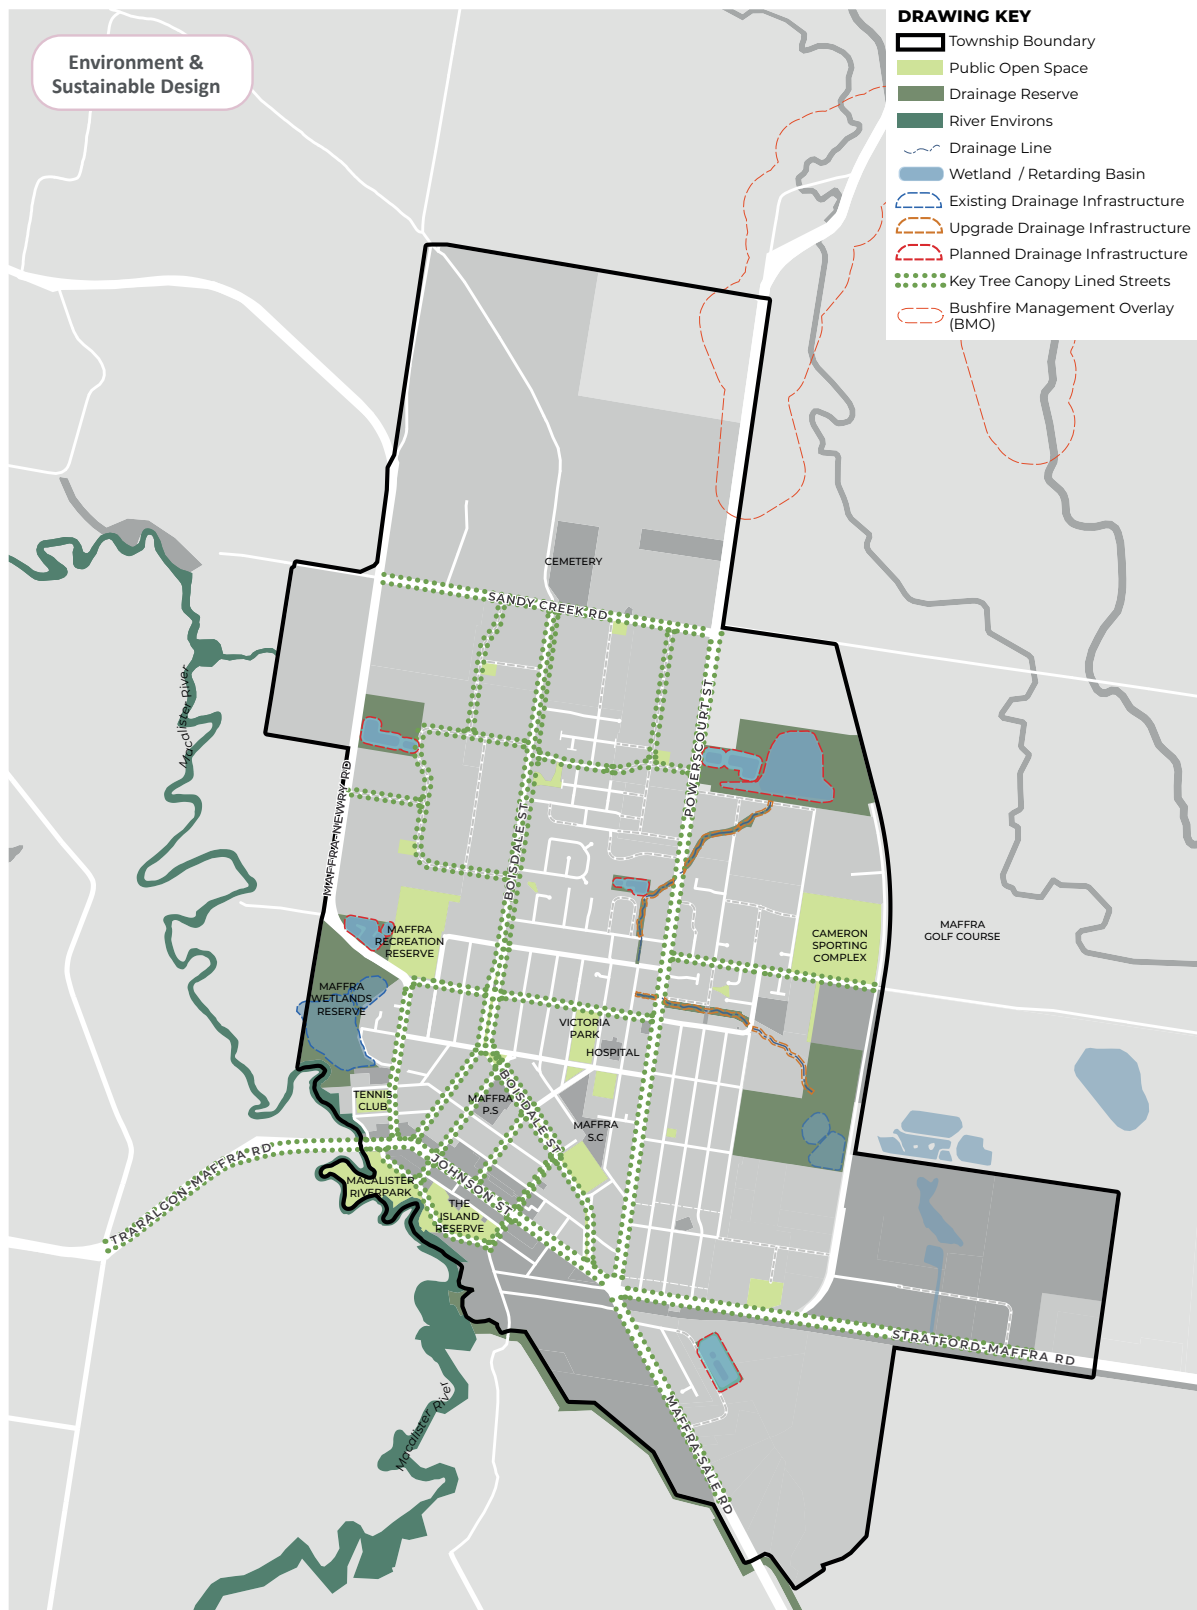 Environment &
Sustainable Design
DRAWING KEY
Township Boundary
Public Open Space
Drainage Reserve
River Environs
Drainage Line
Wetland / Retarding Basin
Existing Drainage Infrastructure
Upgrade Drainage Infrastructure
Planned Drainage Infrastructure
Key Tree Canopy Lined Streets
Bushfire Management Overlay
(BMO)
CEMETERY
SANDY CREEK RD
Macalister River
POWERSCOURT ST
MAFFRA-NEWRY RD
BOISDALE ST
MAFFRA
RECREATION
RESERVE
CAMERON
SPORTING
COMPLEX
MAFFRA
GOLF COURSE
MAFFRA
WETLANDS
RESERVE
VICTORIA
PARK
HOSPITAL
BOISDALE ST
TENNIS
CLUB
MAFFRA
P.S
MAFFRA
S.C
TRARALGON-MAFFRA RD
JOHNSON ST
MACALISTER
RIVERPARK
THE
ISLAND
RESERVE
STRATFORD-MAFFRA RD
Macalister River
MAFFRA-SALE RD